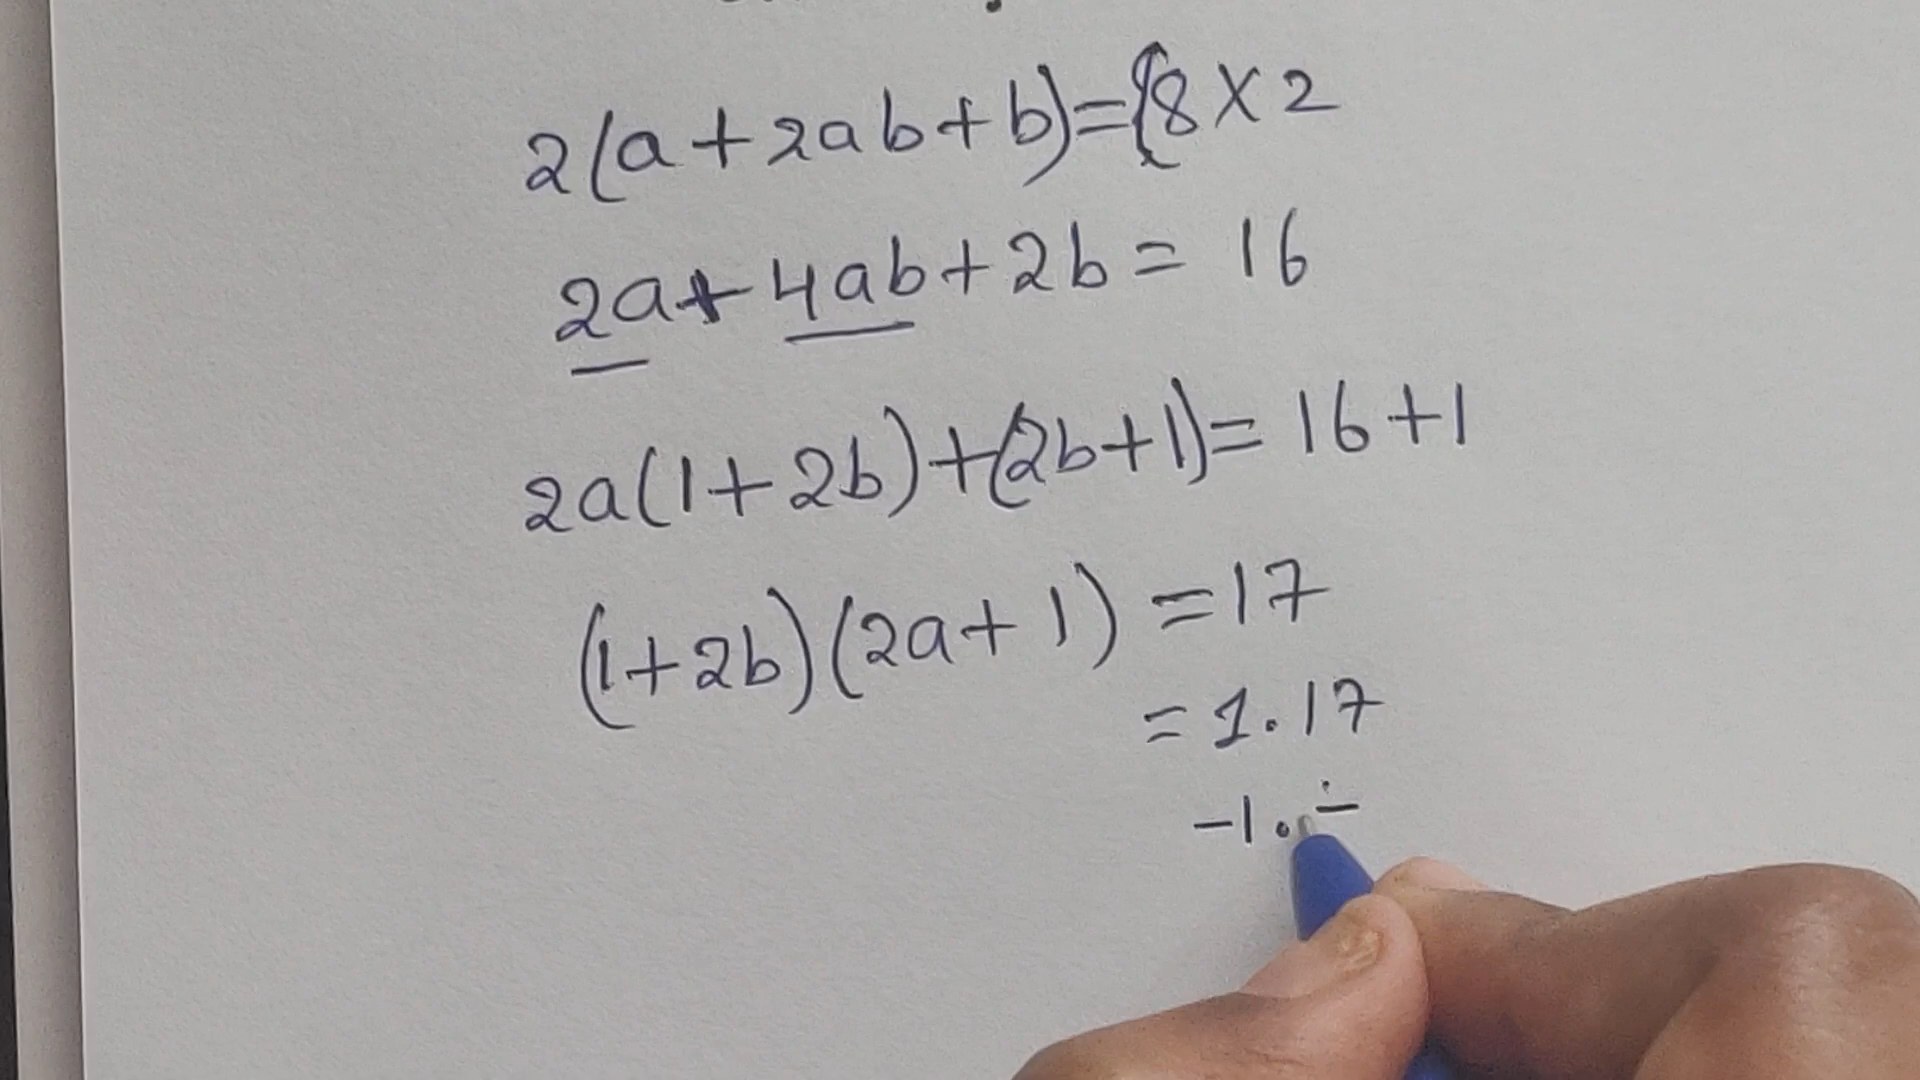 2(a+2ab+b)=(8×2
2a+4ab+2b=16
2a(1+2b)+(2b+1)=16+1
(1+2b)(2a+1)=17
=1.17
-1.-